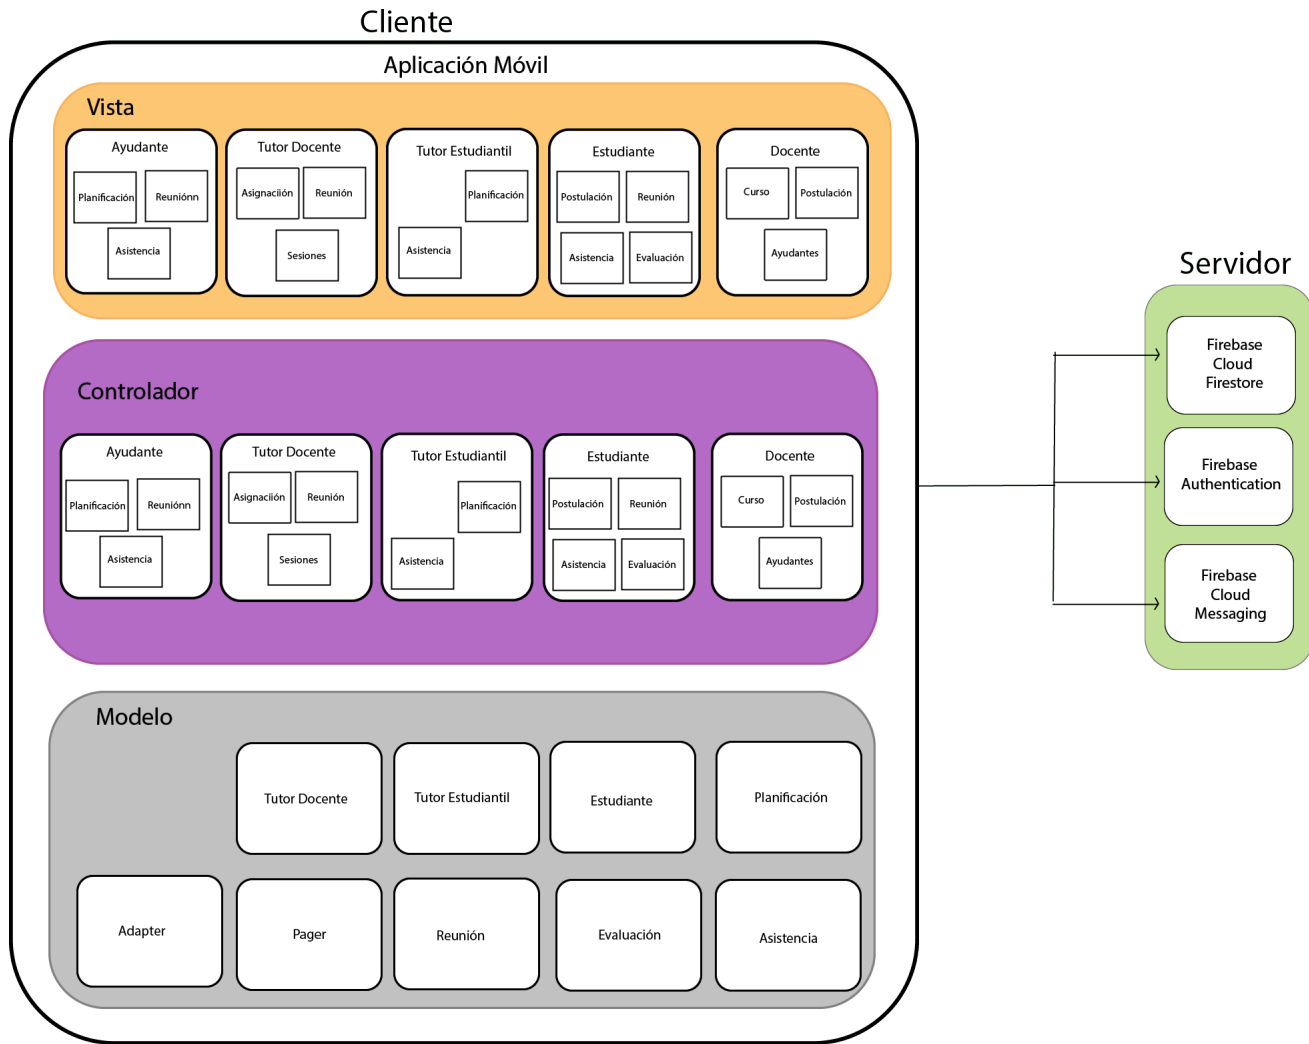 Cliente
Aplicación Móvil
Vista
Ayudante
Planificación
Reuniónn
Asistencia
Tutor Docente
Asignaciión
Reunión
Sesiones
Tutor Estudiantil
Planificación
Asistencia
Estudiante
Postulación
Reunión
Asistencia
Evaluación
Docente
Curso
Postulación
Ayudantes
Controlador
Ayudante
Planificación
Reuniónn
Asistencia
Tutor Docente
Asignaciión
Reunión
Sesiones
Tutor Estudiantil
Planificación
Asistencia
Estudiante
Postulación
Reunión
Asistencia
Evaluación
Docente
Curso
Postulación
Ayudantes
Modelo
Tutor Docente
Tutor Estudiantil
Estudiante
Planificación
Adapter
Pager
Reunión
Evaluación
Asistencia
Servidor
Firebase
Cloud
Firestore
Firebase
Authentication
Firebase
Cloud
Messaging